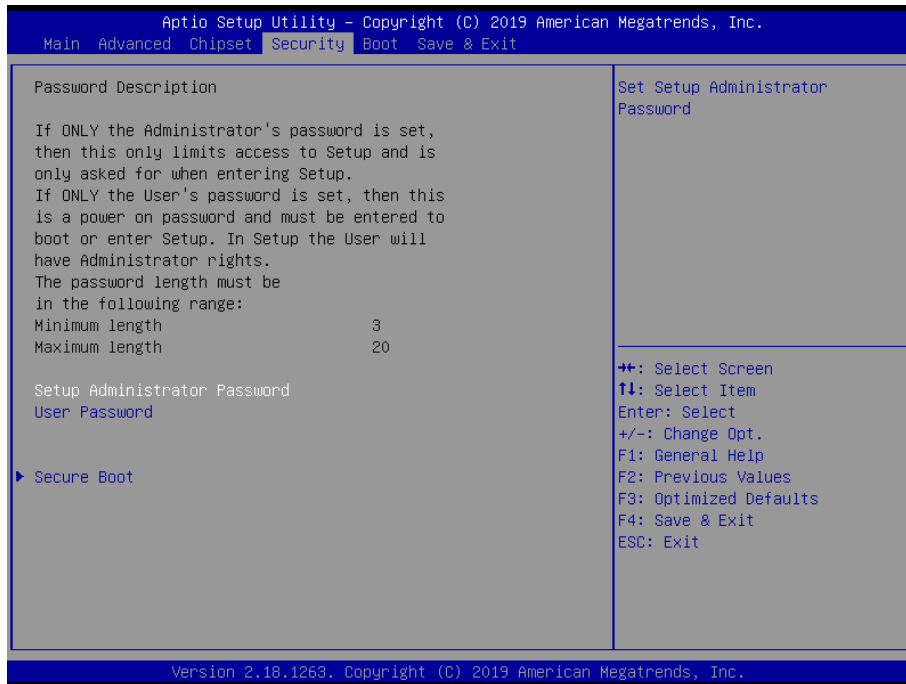 Aptio Setup Utility – Copyright (C) 2019 American Megatrends, Inc.
Main Advanced Chipset Security Boot Save & Exit
Password Description
If ONLY the Administrator's password is set,
then this only limits access to Setup and is
only asked for when entering Setup.
If ONLY the User's password is set, then this
is a power on password and must be entered to
boot or enter Setup. In Setup the User will
have Administrator rights.
The password length must be
in the following range:
Minimum length 3
Maximum length 20
Setup Administrator Password
User Password
Secure Boot
Set Setup Administrator
Password
→←: Select Screen
↑↓: Select Item
Enter: Select
+/-: Change Opt.
F1: General Help
F2: Previous Values
F3: Optimized Defaults
F4: Save & Exit
ESC: Exit
Version 2.18.1263. Copyright (C) 2019 American Megatrends, Inc.